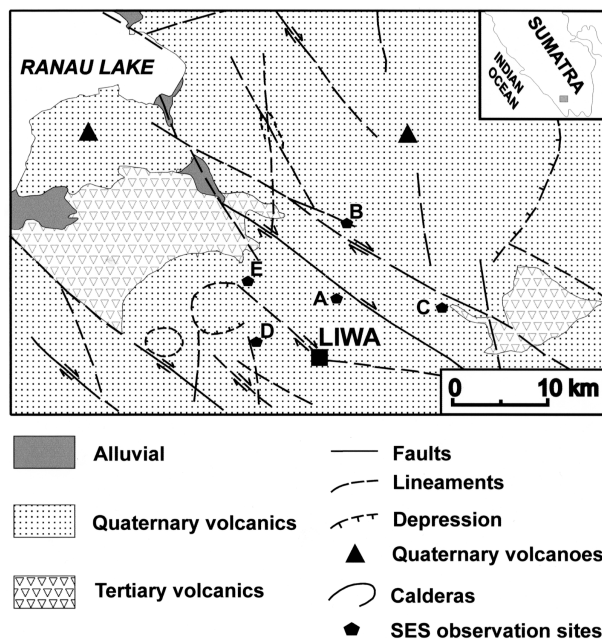 RANAU LAKE
SUMATRA
INDIAN
OCEAN
B
E
A
C
D
LIWA
0 10 km
Alluvial
Quaternary volcanics
Tertiary volcanics
Faults
Lineaments
Depression
Quaternary volcanoes
Calderas
SES observation sites